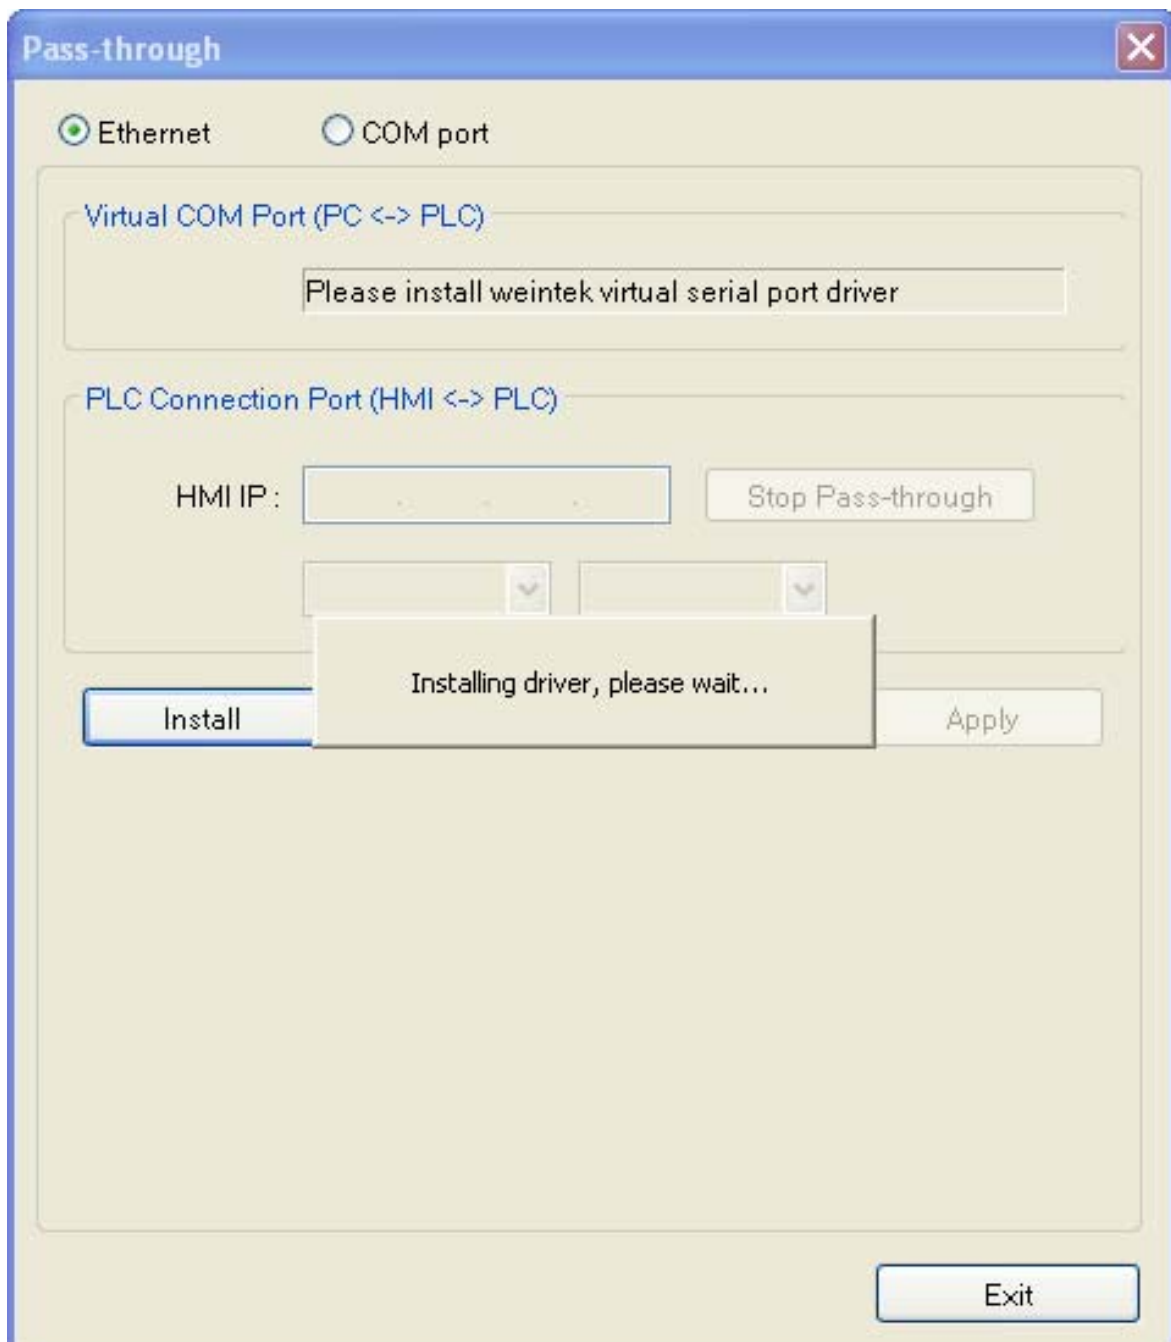 Pass-through
Ethernet COM port
Virtual COM Port (PC <-> PLC)
Please install weintek virtual serial port driver
PLC Connection Port (HMI <-> PLC)
HMI IP : . . . Stop Pass-through
Installing driver, please wait...
Install Apply
Exit